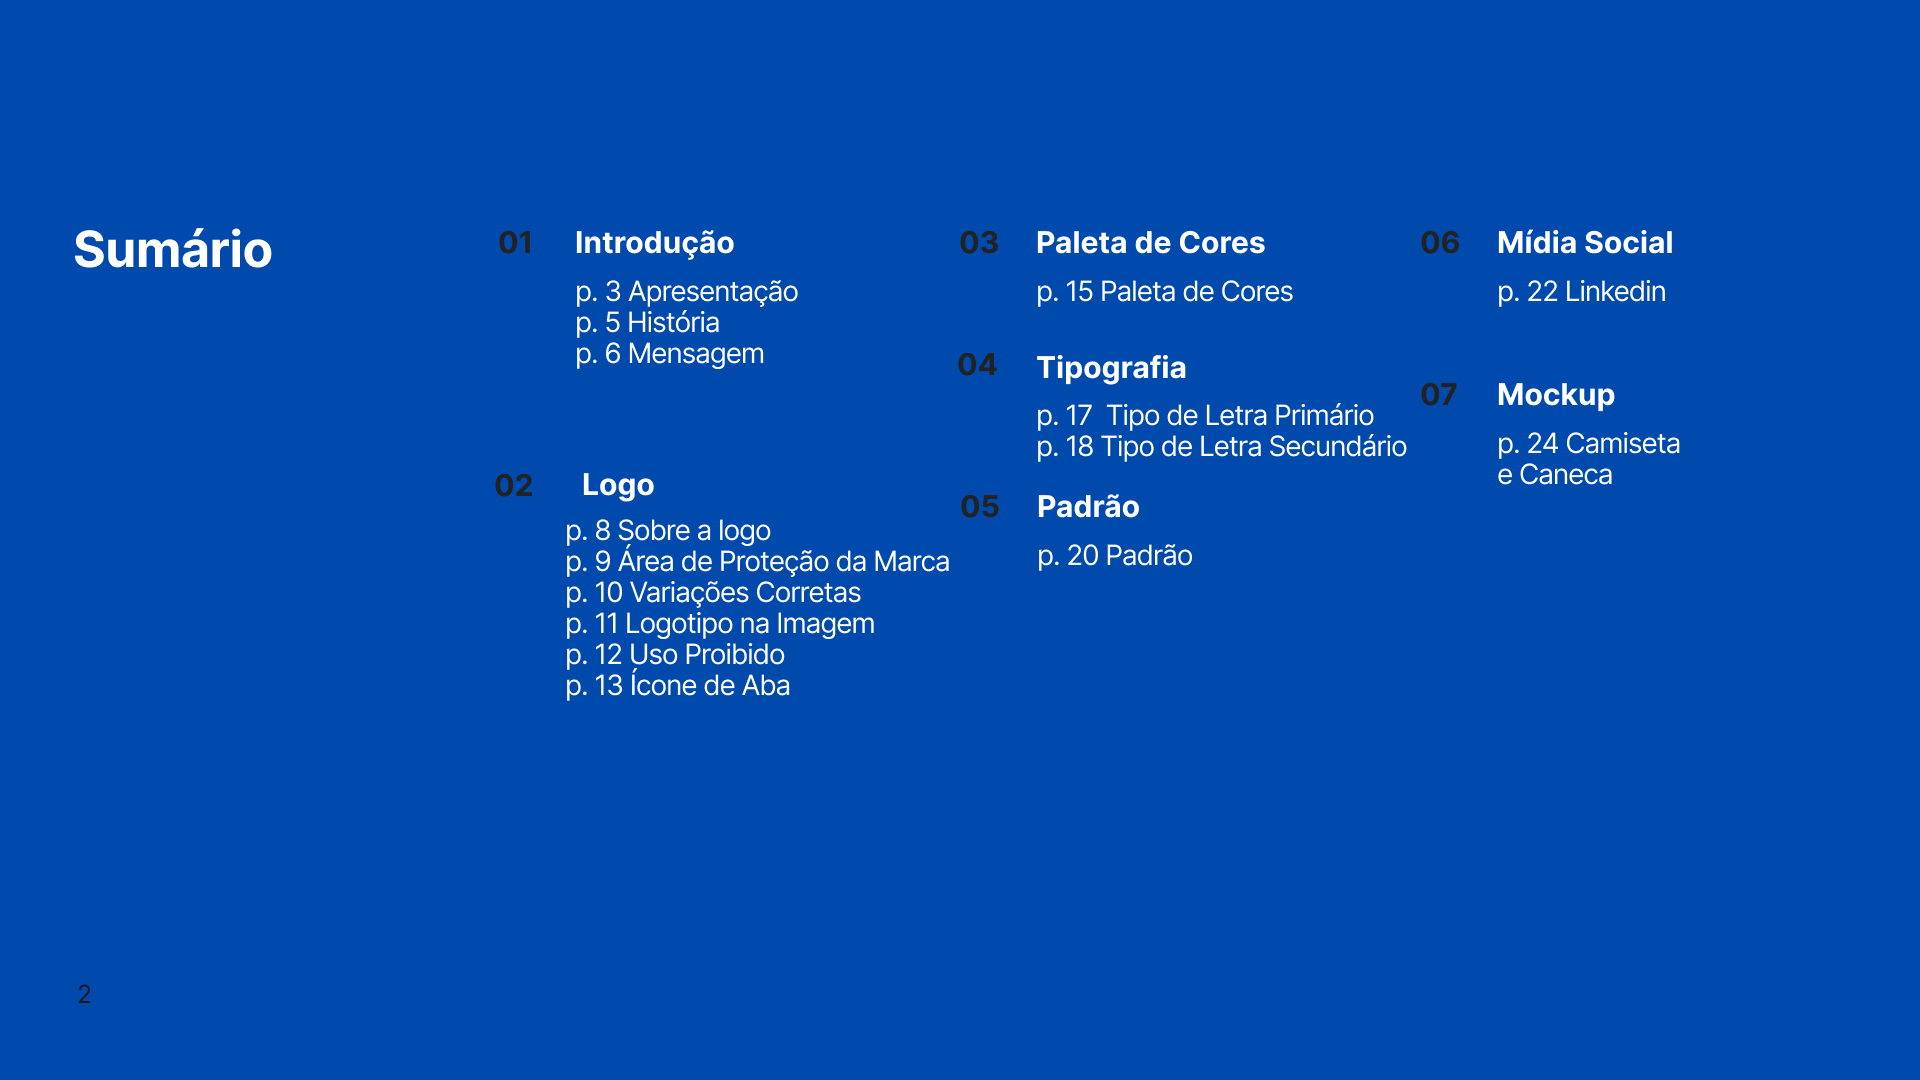 Sumário
01 Introdução
p. 3 Apresentação
p. 5 História
p. 6 Mensagem
02 Logo
p. 8 Sobre a logo
p. 9 Área de Proteção da Marca
p. 10 Variações Corretas
p. 11 Logotipo na Imagem
p. 12 Uso Proibido
p. 13 Ícone de Aba
03 Paleta de Cores
p. 15 Paleta de Cores
04 Tipografia
p. 17  Tipo de Letra Primário
p. 18 Tipo de Letra Secundário
05 Padrão
p. 20 Padrão
06 Mídia Social
p. 22 Linkedin
07 Mockup
p. 24 Camiseta
e Caneca
2